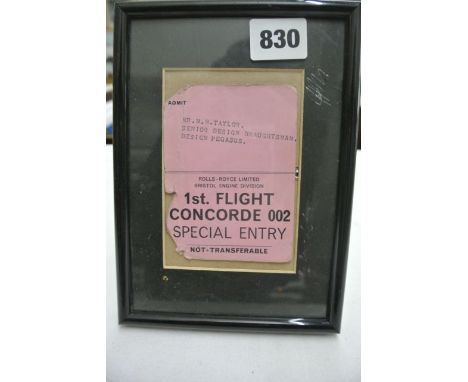 830
ADMIT
MR.M.R.TAYLOR.
SENIOR DESIGN DRAUGHTSMAN.
DESIGN PEGASUS.
ROLLS-ROYCE LIMITED
BRISTOL ENGINE DIVISION
1st. FLIGHT
CONCORDE 002
SPECIAL ENTRY
NOT-TRANSFERABLE